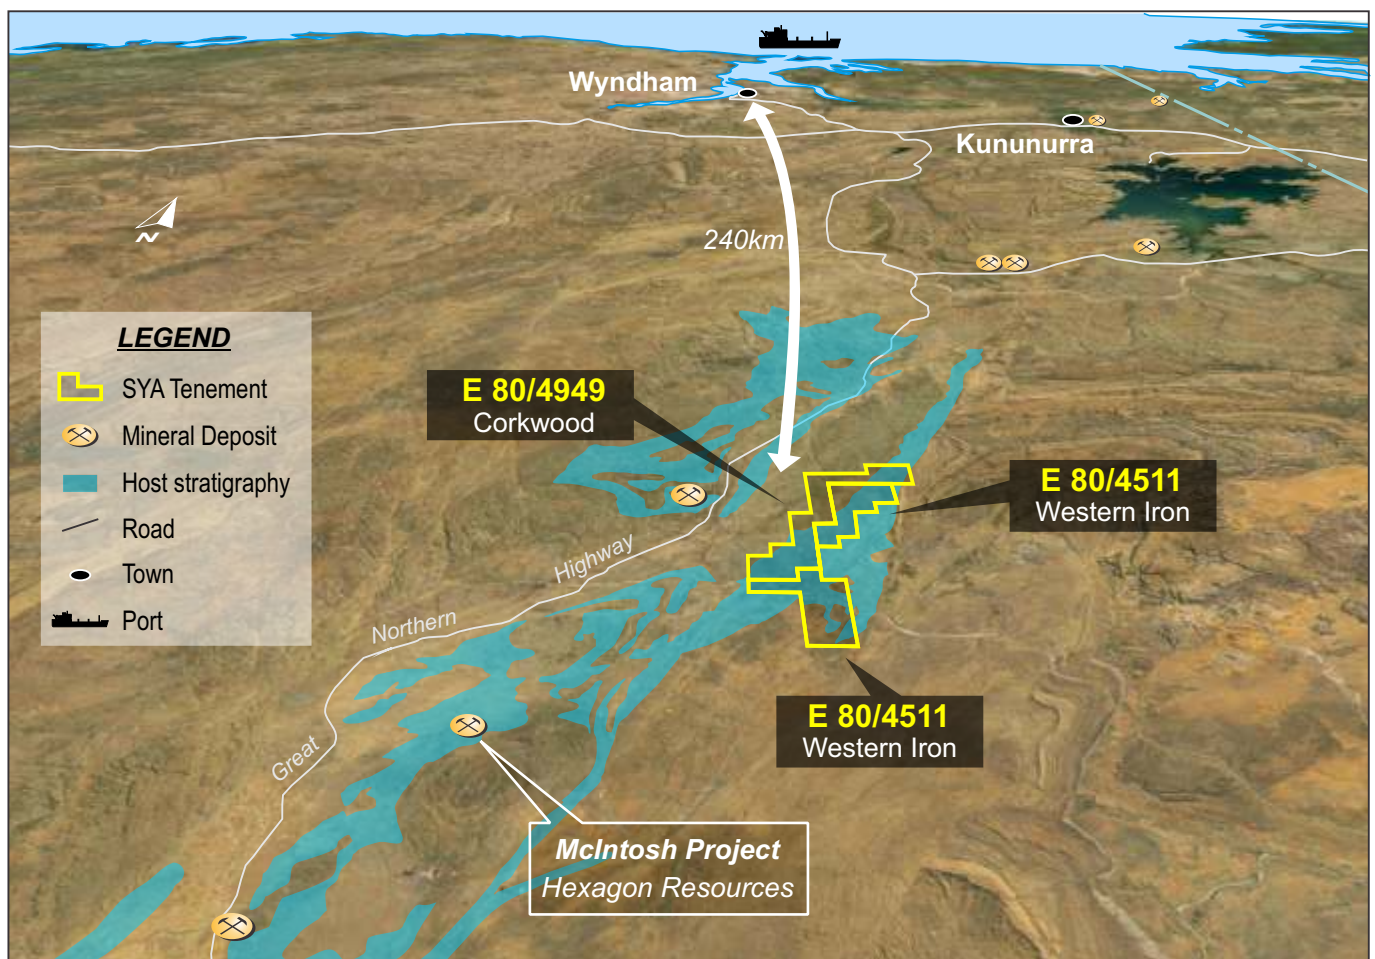 Wyndham
Kununurra
N
240km
LEGEND
SYA Tenement
Mineral Deposit
Host stratigraphy
Road
Town
Port
E 80/4949
Corkwood
E 80/4511
Western Iron
Highway
Northern
Great
E 80/4511
Western Iron
McIntosh Project
Hexagon Resources